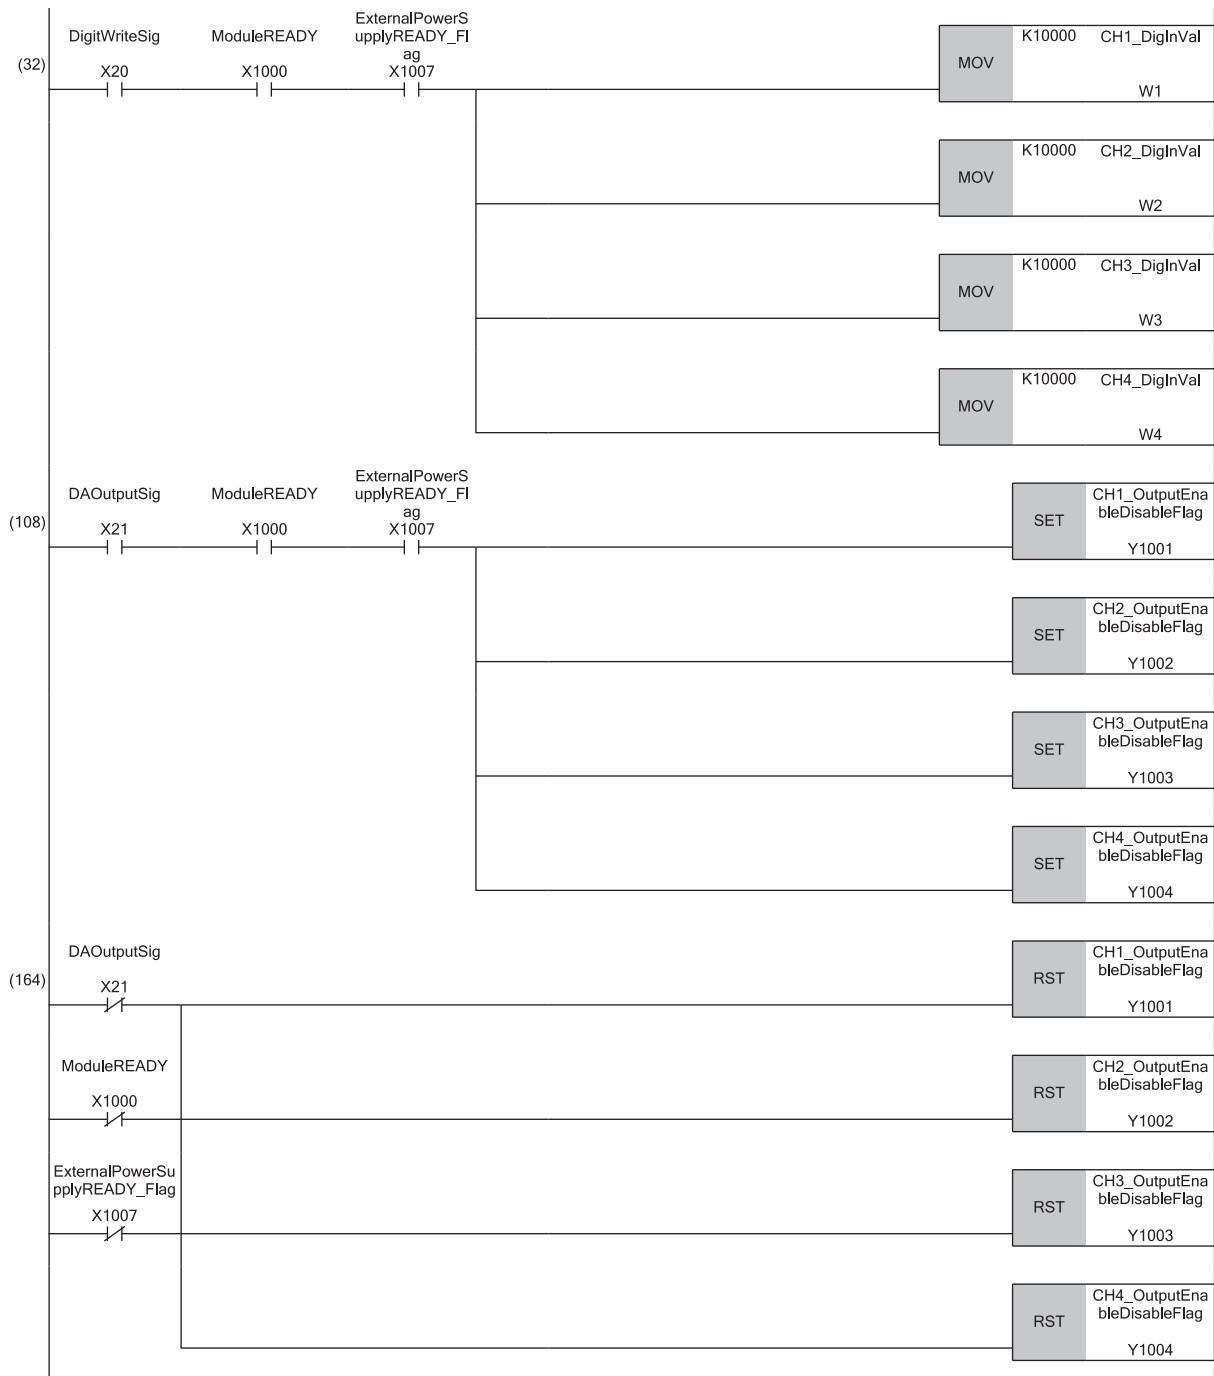 DigitWriteSig
ModuleREADY
ExternalPowerS
upplyREADY_Fl
ag
(32)
X20
X1000
X1007
MOV
K10000
CH1_DigInVal
W1
MOV
K10000
CH2_DigInVal
W2
MOV
K10000
CH3_DigInVal
W3
MOV
K10000
CH4_DigInVal
W4
DAOutputSig
ModuleREADY
ExternalPowerS
upplyREADY_Fl
ag
(108)
X21
X1000
X1007
SET
CH1_OutputEna
bleDisableFlag
Y1001
SET
CH2_OutputEna
bleDisableFlag
Y1002
SET
CH3_OutputEna
bleDisableFlag
Y1003
SET
CH4_OutputEna
bleDisableFlag
Y1004
DAOutputSig
(164)
X21
RST
CH1_OutputEna
bleDisableFlag
Y1001
ModuleREADY
X1000
RST
CH2_OutputEna
bleDisableFlag
Y1002
ExternalPowerSu
pplyREADY_Flag
X1007
RST
CH3_OutputEna
bleDisableFlag
Y1003
RST
CH4_OutputEna
bleDisableFlag
Y1004